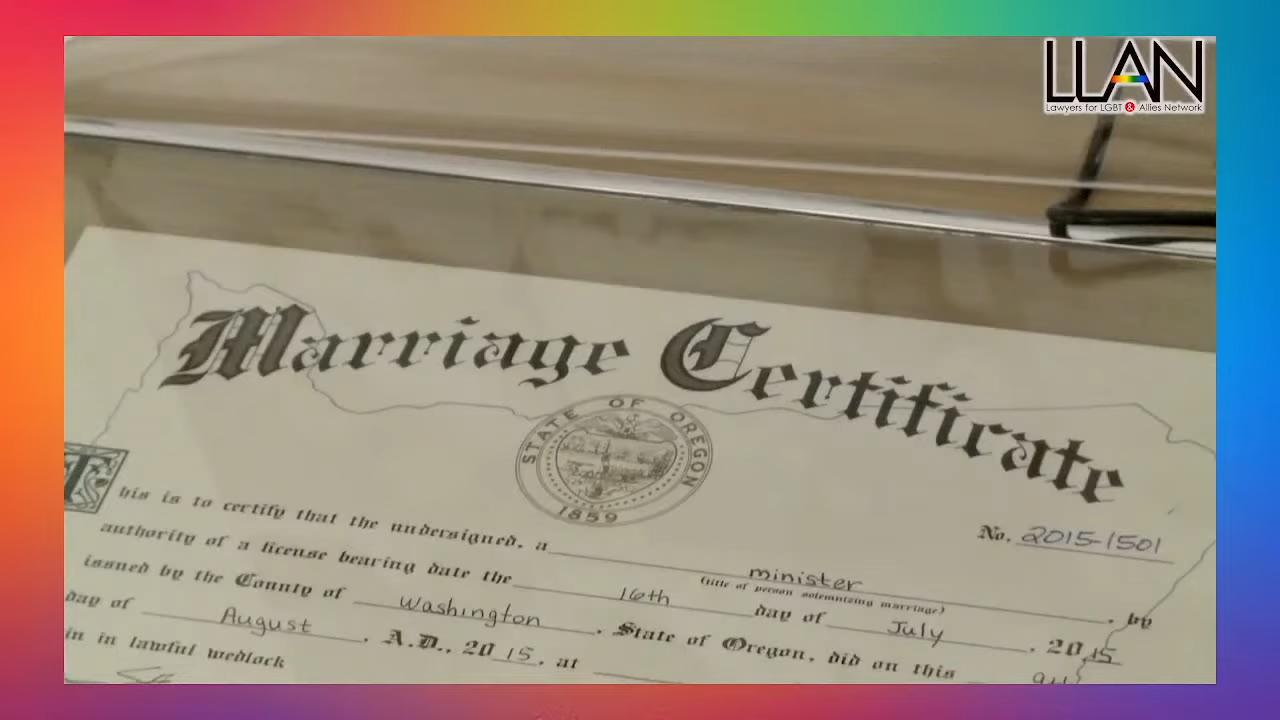 LLAN
Lawyers for LGBT & Allies Network
Marriage Certificate
STATE OF OREGON
1859
No. 2015-1501
This is to certify that the undersigned, a minister by
(title of person solemnizing marriage)
authority of a license bearing date the 16th day of July, 2015
issued by the County of Washington, State of Oregon, did on this
day of August, A.D., 2015, at
in in lawful wedlock